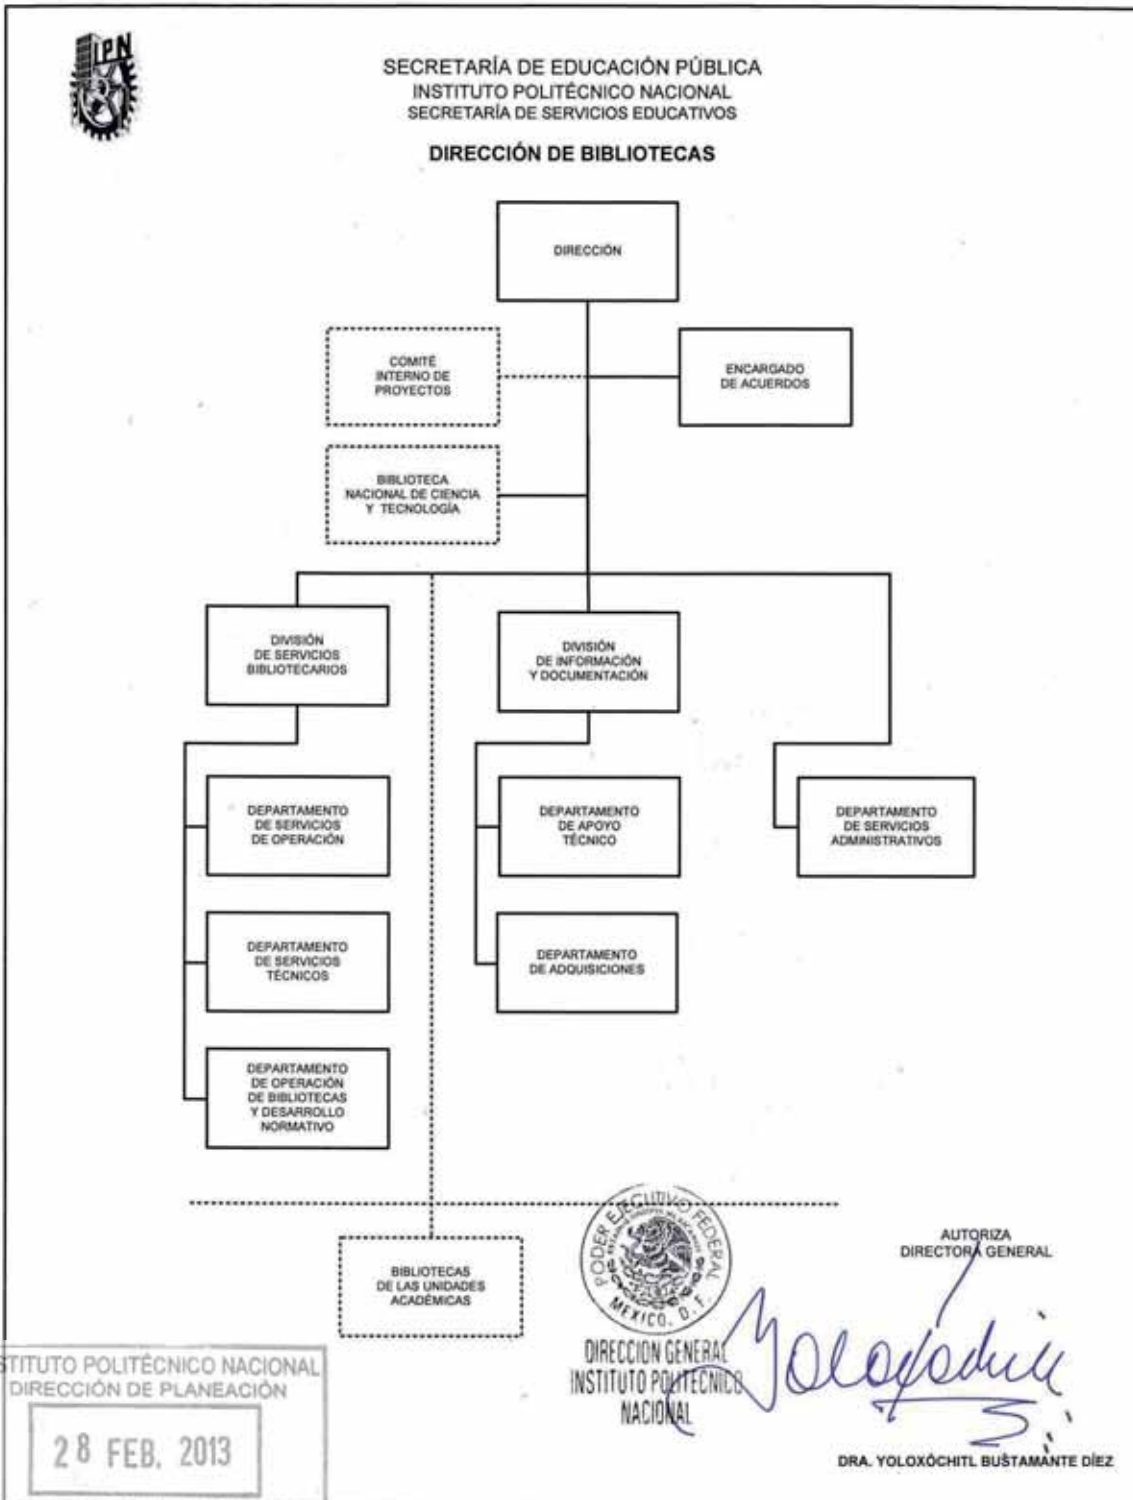 IPN
SECRETARÍA DE EDUCACIÓN PÚBLICA
INSTITUTO POLITÉCNICO NACIONAL
SECRETARÍA DE SERVICIOS EDUCATIVOS
DIRECCIÓN DE BIBLIOTECAS
DIRECCIÓN
COMITÉ
INTERNO DE
PROYECTOS
ENCARGADO
DE ACUERDOS
BIBLIOTECA
NACIONAL DE CIENCIA
Y TECNOLOGÍA
DIVISIÓN
DE SERVICIOS
BIBLIOTECARIOS
DIVISIÓN
DE INFORMACIÓN
Y DOCUMENTACIÓN
DEPARTAMENTO
DE SERVICIOS
DE OPERACIÓN
DEPARTAMENTO
DE APOYO
TÉCNICO
DEPARTAMENTO
DE SERVICIOS
ADMINISTRATIVOS
DEPARTAMENTO
DE SERVICIOS
TÉCNICOS
DEPARTAMENTO
DE ADQUISICIONES
DEPARTAMENTO
DE OPERACIÓN
DE BIBLIOTECAS
Y DESARROLLO
NORMATIVO
BIBLIOTECAS
DE LAS UNIDADES
ACADÉMICAS
PODER EJECUTIVO FEDERAL
MEXICO, D. F.
DIRECCION GENERAL
INSTITUTO POLITECNICO
NACIONAL
AUTORIZA
DIRECTORA GENERAL
DRA. YOLOXÓCHITL BUSTAMANTE DÍEZ
STITUTO POLITÉCNICO NACIONAL
DIRECCIÓN DE PLANEACIÓN
28 FEB. 2013